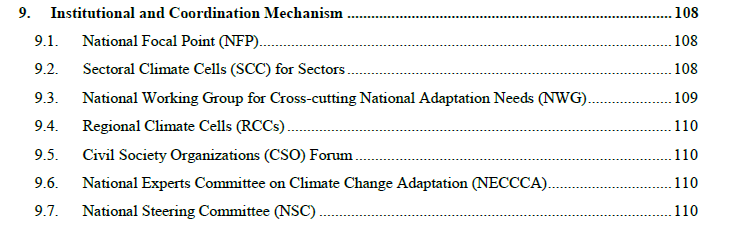 9. Institutional and Coordination Mechanism ........ 108
9.1. National Focal Point (NFP) ........ 108
9.2. Sectoral Climate Cells (SCC) for Sectors ........ 108
9.3. National Working Group for Cross-cutting National Adaptation Needs (NWG) ........ 109
9.4. Regional Climate Cells (RCCs) ........ 110
9.5. Civil Society Organizations (CSO) Forum ........ 110
9.6. National Experts Committee on Climate Change Adaptation (NECCCA) ........ 110
9.7. National Steering Committee (NSC) ........ 110